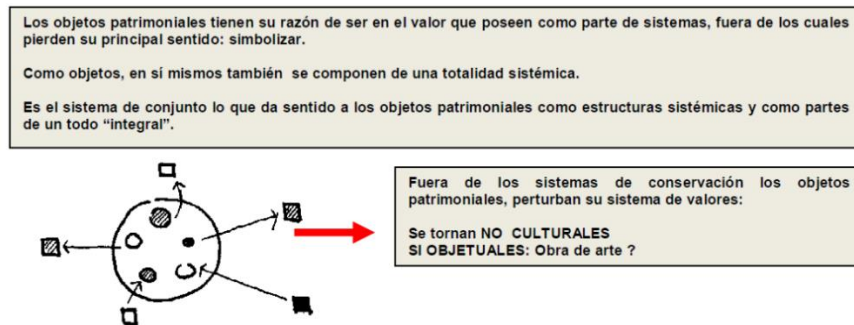 Los objetos patrimoniales tienen su razón de ser en el valor que poseen como parte de sistemas, fuera de los cuales
pierden su principal sentido: simbolizar.
Como objetos, en sí mismos también se componen de una totalidad sistémica.
Es el sistema de conjunto lo que da sentido a los objetos patrimoniales como estructuras sistémicas y como partes
de un todo “integral”.
Fuera de los sistemas de conservación los objetos
patrimoniales, perturban su sistema de valores:
Se tornan NO CULTURALES
SI OBJETUALES: Obra de arte ?